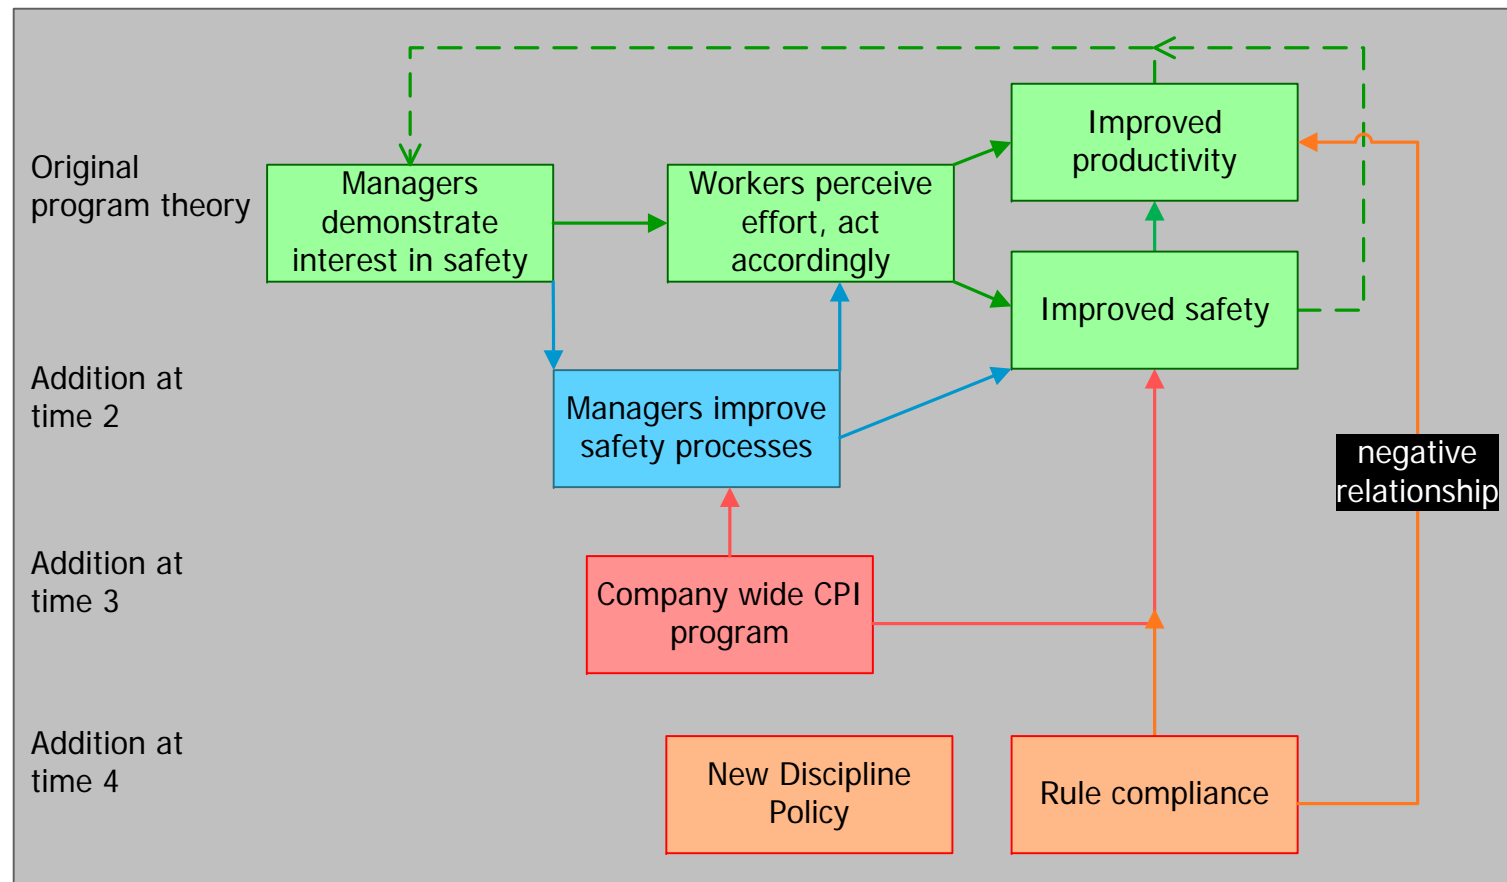 Original
program theory
Managers
demonstrate
interest in safety
Workers perceive
effort, act
accordingly
Improved
productivity
Improved safety
Addition at
time 2
Managers improve
safety processes
negative
relationship
Addition at
time 3
Company wide CPI
program
Addition at
time 4
New Discipline
Policy
Rule compliance